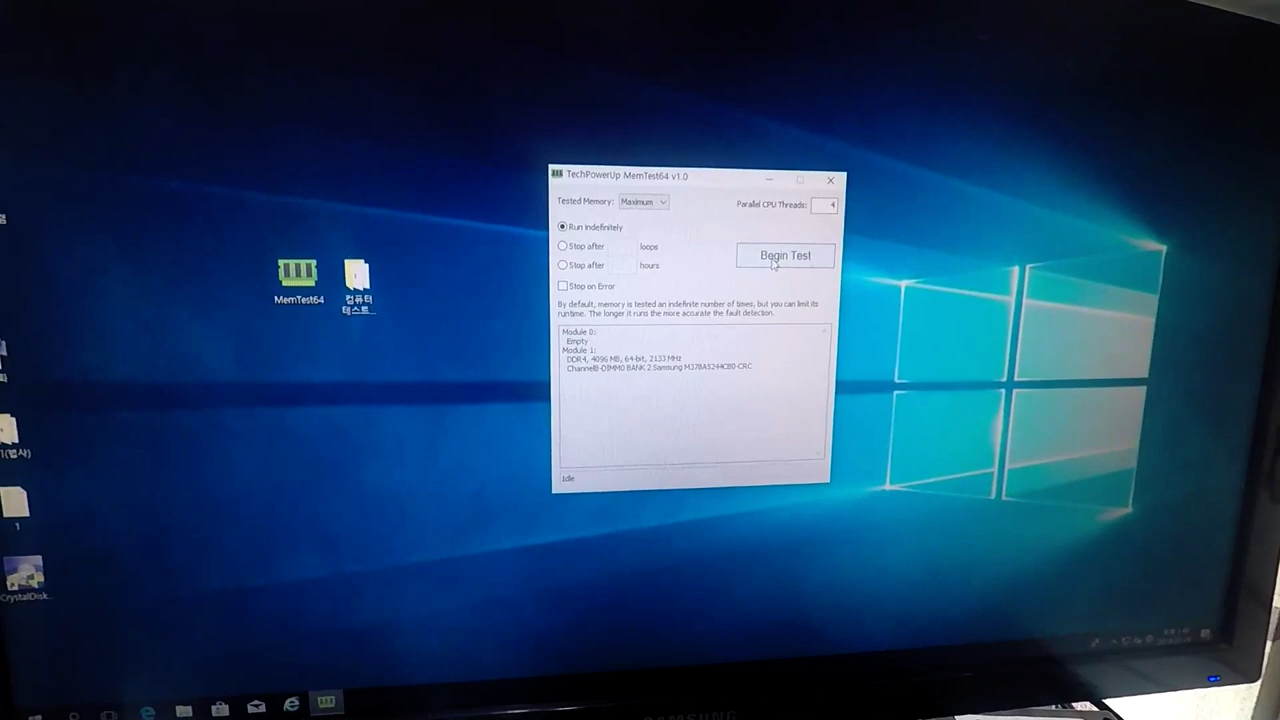 TechPowerUp MemTest64 v1.0
Tested Memory: Maximum
Parallel CPU Threads: 4
Run indefinitely
Stop after loops
Begin Test
Stop after hours
Stop on Error
By default, memory is tested an indefinite number of times, but you can limit its
runtime. The longer it runs the more accurate the fault detection.
Module 0:
Empty
Module 1:
DDR4, 4096 MB, 64-bit, 2133 MHz
ChannelB-DIMM0 BANK 2 Samsung M378A5244CB0-CRC
Idle
MemTest64
컴퓨터
테스트...
1
CrystalDisk...
SAMSUNG